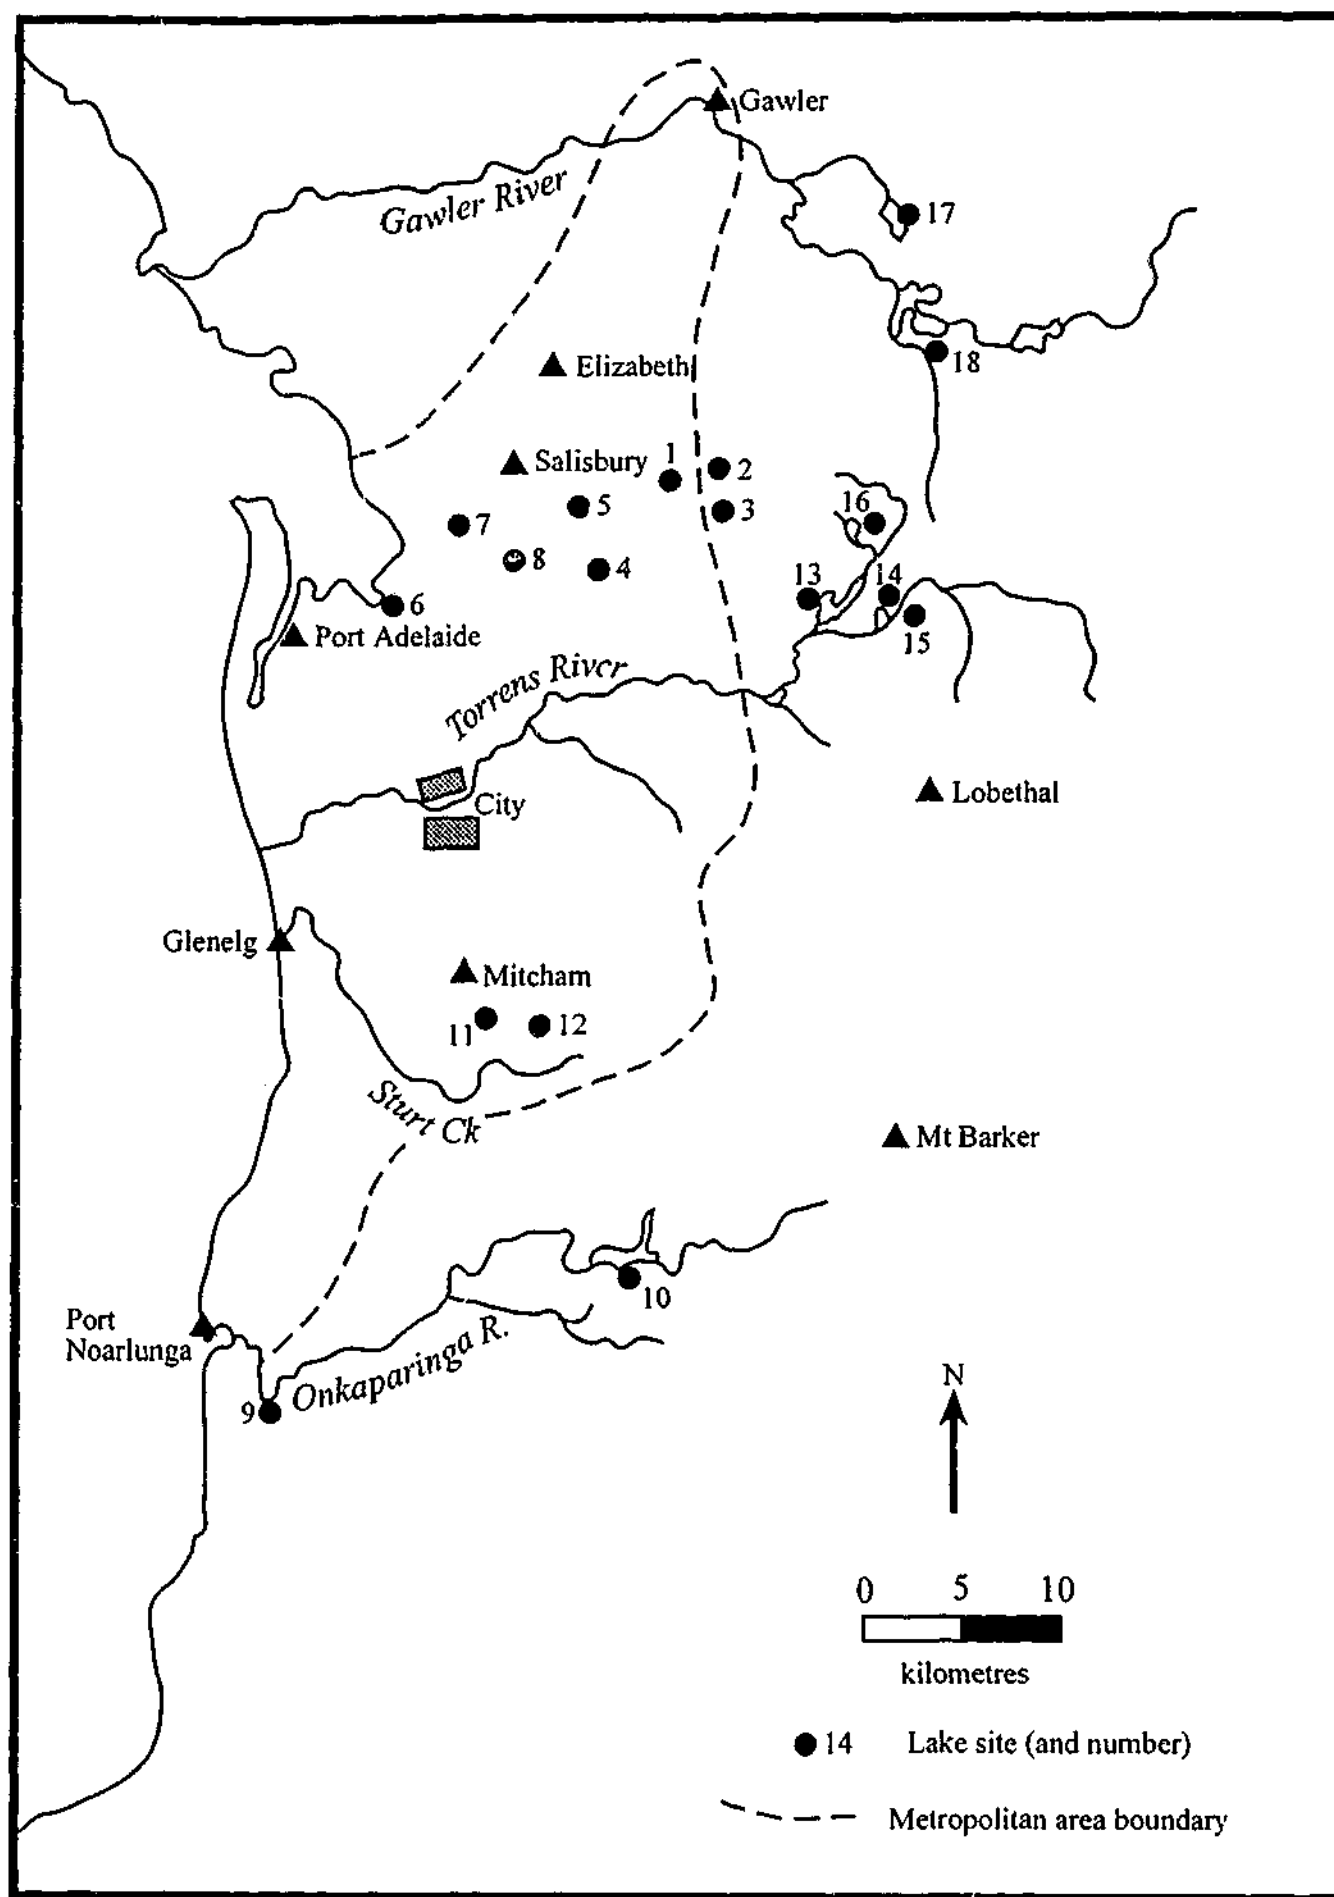 Gawler
Gawler River
17
18
Elizabeth
Salisbury
1
2
3
5
7
8
4
16
13
14
15
6
Port Adelaide
Torrens River
City
Lobethal
Glenelg
Mitcham
11
12
Sturt Ck
Mt Barker
10
Port
Noarlunga
Onkaparinga R.
9
N
0 5 10
kilometres
14 Lake site (and number)
Metropolitan area boundary